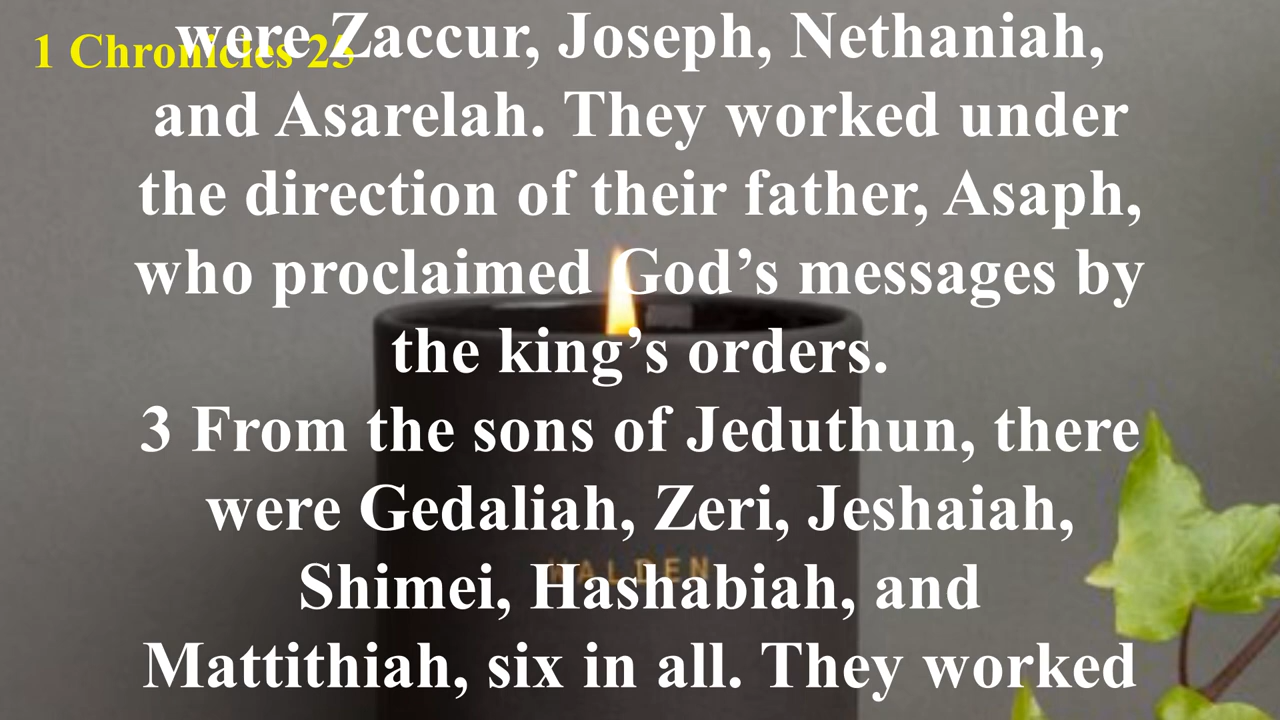 1 Chronicles 25
were Zaccur, Joseph, Nethaniah,
and Asarelah. They worked under
the direction of their father, Asaph,
who proclaimed God’s messages by
the king’s orders.
3 From the sons of Jeduthun, there
were Gedaliah, Zeri, Jeshaiah,
Shimei, Hashabiah, and
Mattithiah, six in all. They worked